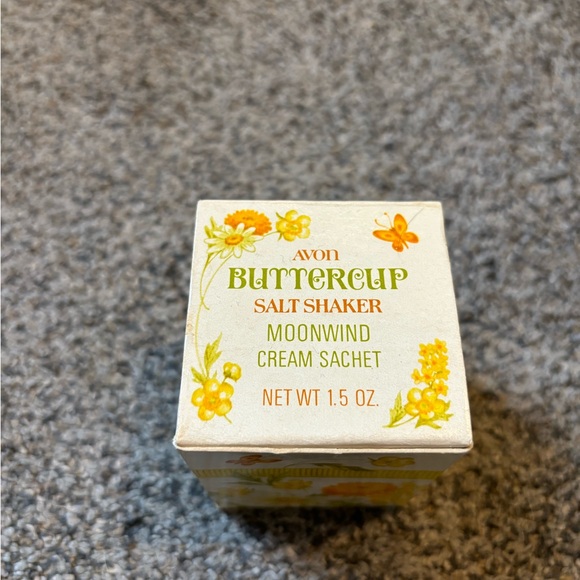 AVON
BUTTERCUP
SALT SHAKER
MOONWIND
CREAM SACHET
NET WT 1.5 OZ.